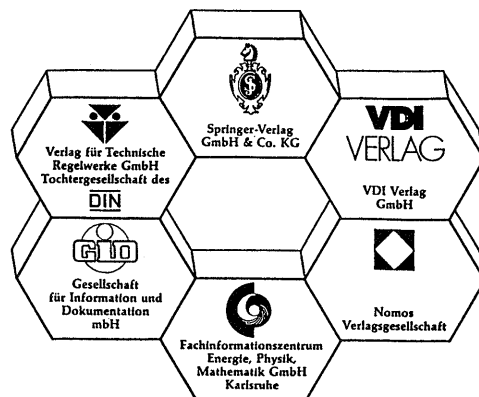 Springer-Verlag
GmbH & Co. KG
Verlag für Technische
Regelwerke GmbH
Tochtergesellschaft des
DIN
VDI
VERLAG
VDI Verlag
GmbH
GID
Gesellschaft
für Information und
Dokumentation
mbH
Fachinformationszentrum
Energie, Physik,
Mathematik GmbH
Karlsruhe
Nomos
Verlagsgesellschaft